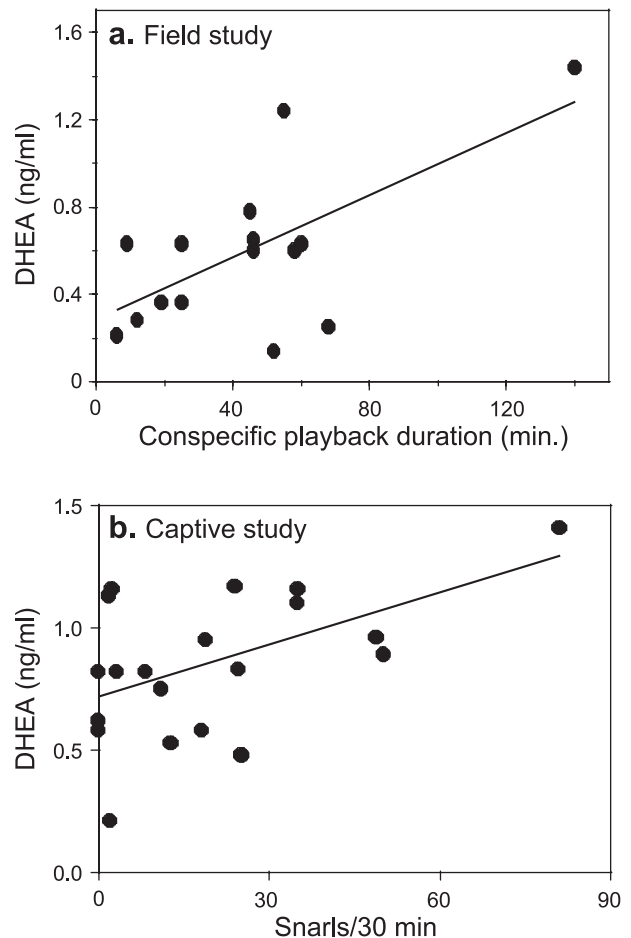 a. Field study
1.6
1.2
0.8
0.4
0
DHEA (ng/ml)
0 40 80 120
Conspecific playback duration (min.)
b. Captive study
1.5
1.0
0.5
0.0
DHEA (ng/ml)
0 30 60 90
Snarls/30 min